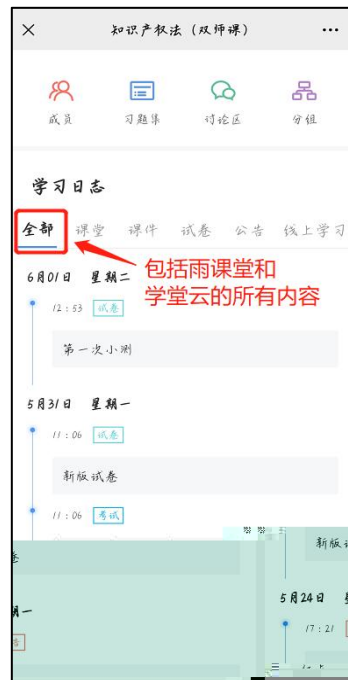 知识产权法（双师课）
成员 习题集 讨论区 分组
学习日志
全部 课堂 课件 试卷 公告 线上学习
包括雨课堂和
学堂云的所有内容
6月01日 星期二
12:53 试卷
第一次小测
5月31日 星期一
11:06 试卷
新版试卷
11:06 考试
新版
5月24日
17:21